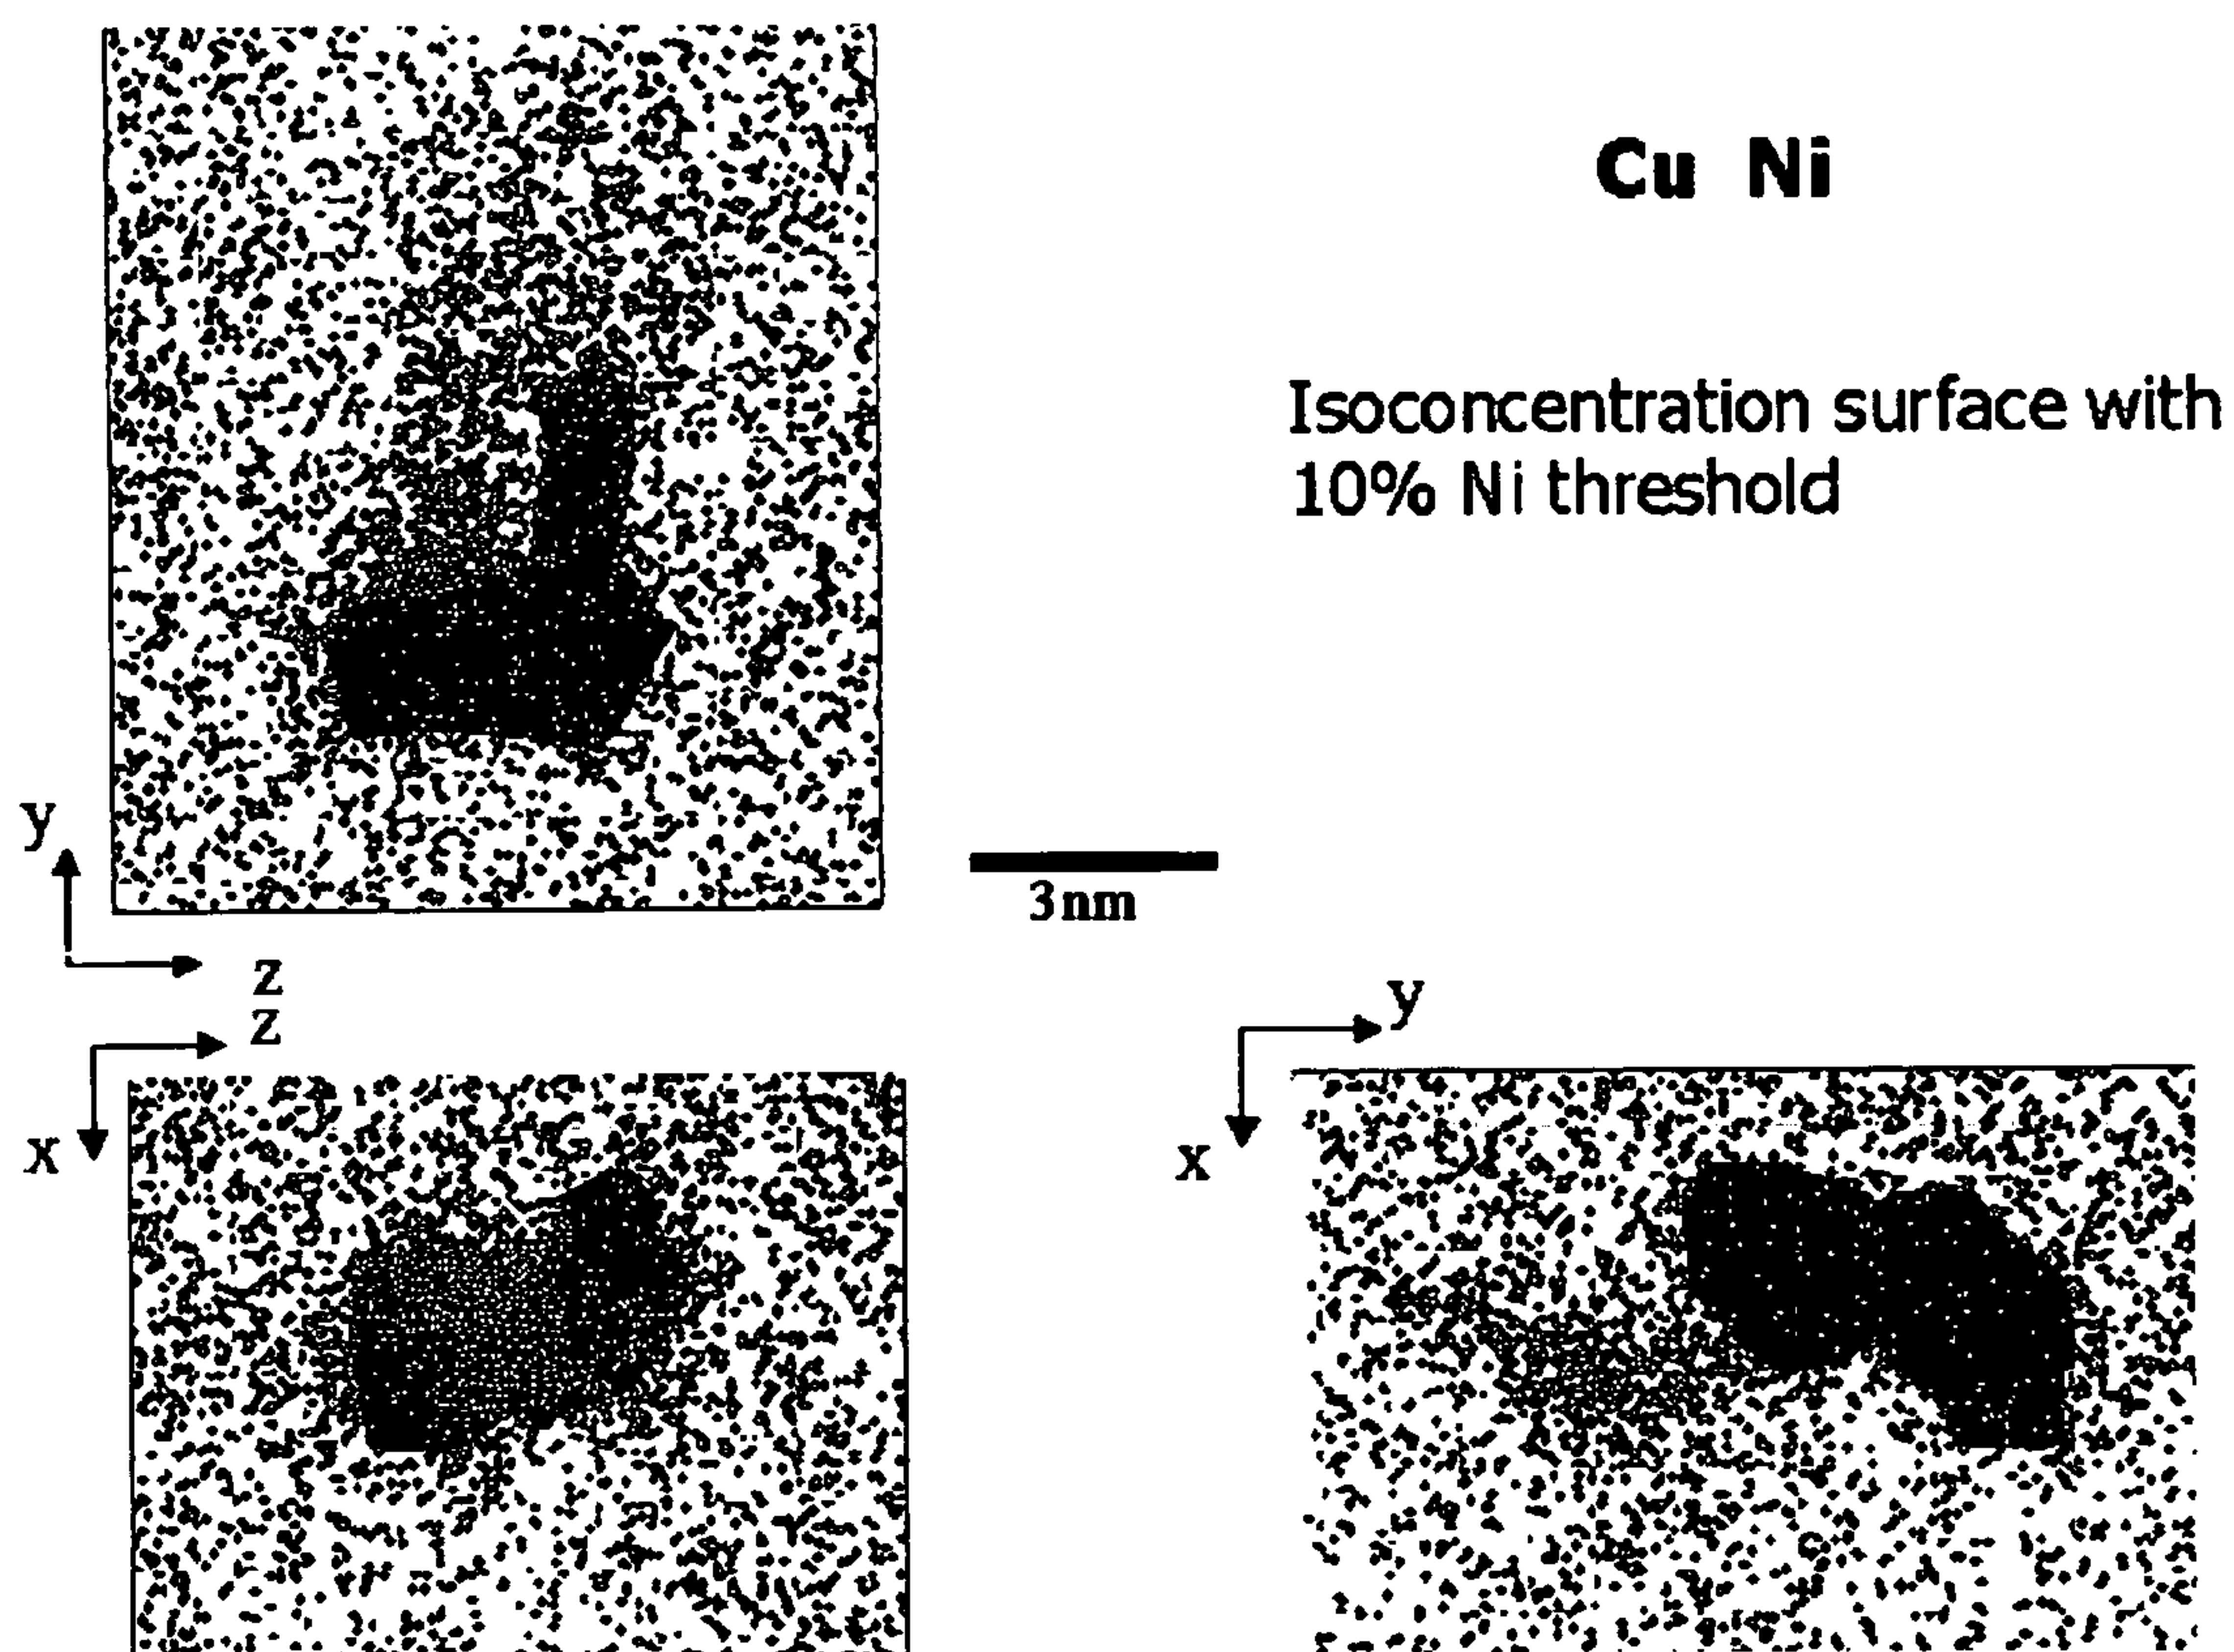 Cu Ni
Isoconcentration surface with
10% Ni threshold
y
3nm
z
z
y
x
x